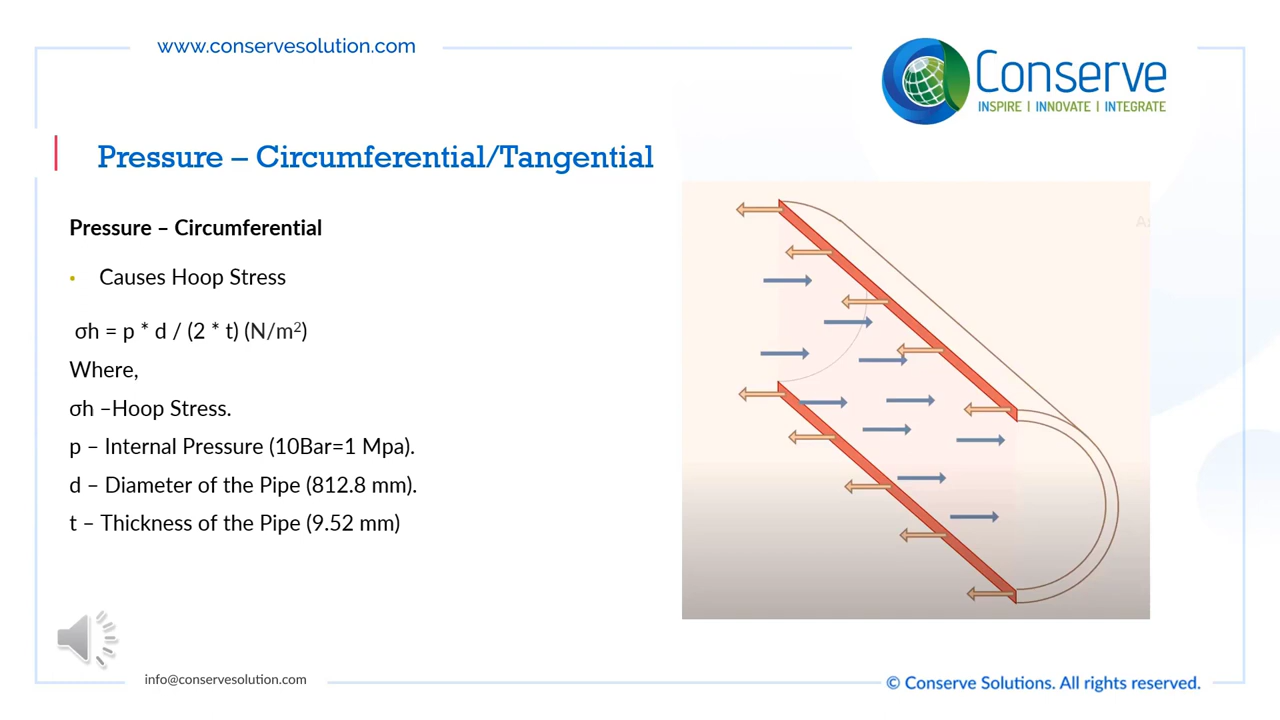 www.conservesolution.com
Conserve
INSPIRE | INNOVATE | INTEGRATE
Pressure – Circumferential/Tangential
Pressure – Circumferential
• Causes Hoop Stress
σh = p * d / (2 * t) (N/m²)
Where,
σh –Hoop Stress.
p – Internal Pressure (10Bar=1 Mpa).
d – Diameter of the Pipe (812.8 mm).
t – Thickness of the Pipe (9.52 mm)
info@conservesolution.com
© Conserve Solutions. All rights reserved.